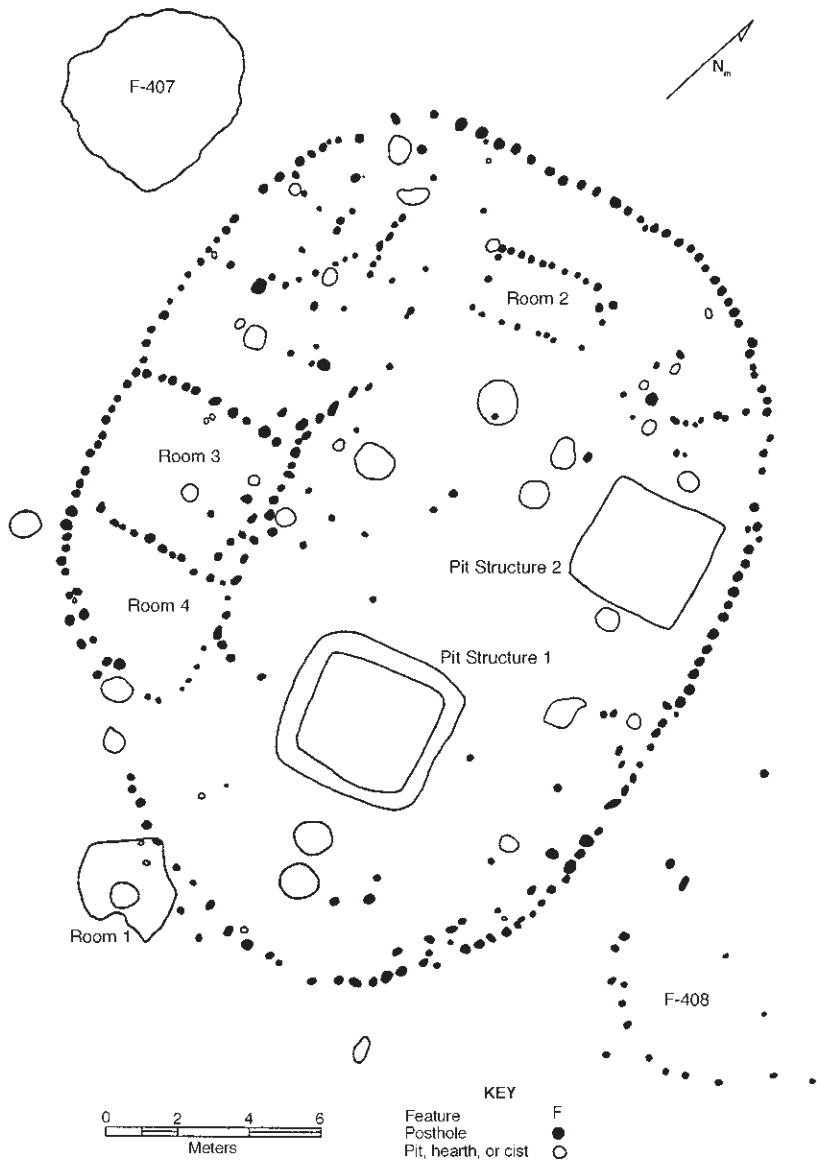 F-407
Nm
Room 2
Room 3
Pit Structure 2
Room 4
Pit Structure 1
Room 1
F-408
KEY
0 2 4 6
Meters
Feature F
Posthole
Pit, hearth, or cist